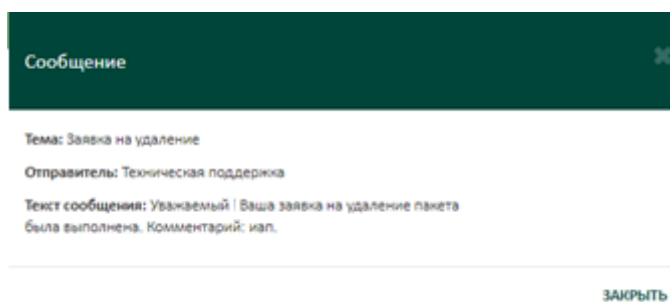 Сообщение
Тема: Заявка на удаление
Отправитель: Техническая поддержка
Текст сообщения: Уважаемый ! Ваша заявка на удаление пакета
была выполнена. Комментарий: иап.
ЗАКРЫТЬ